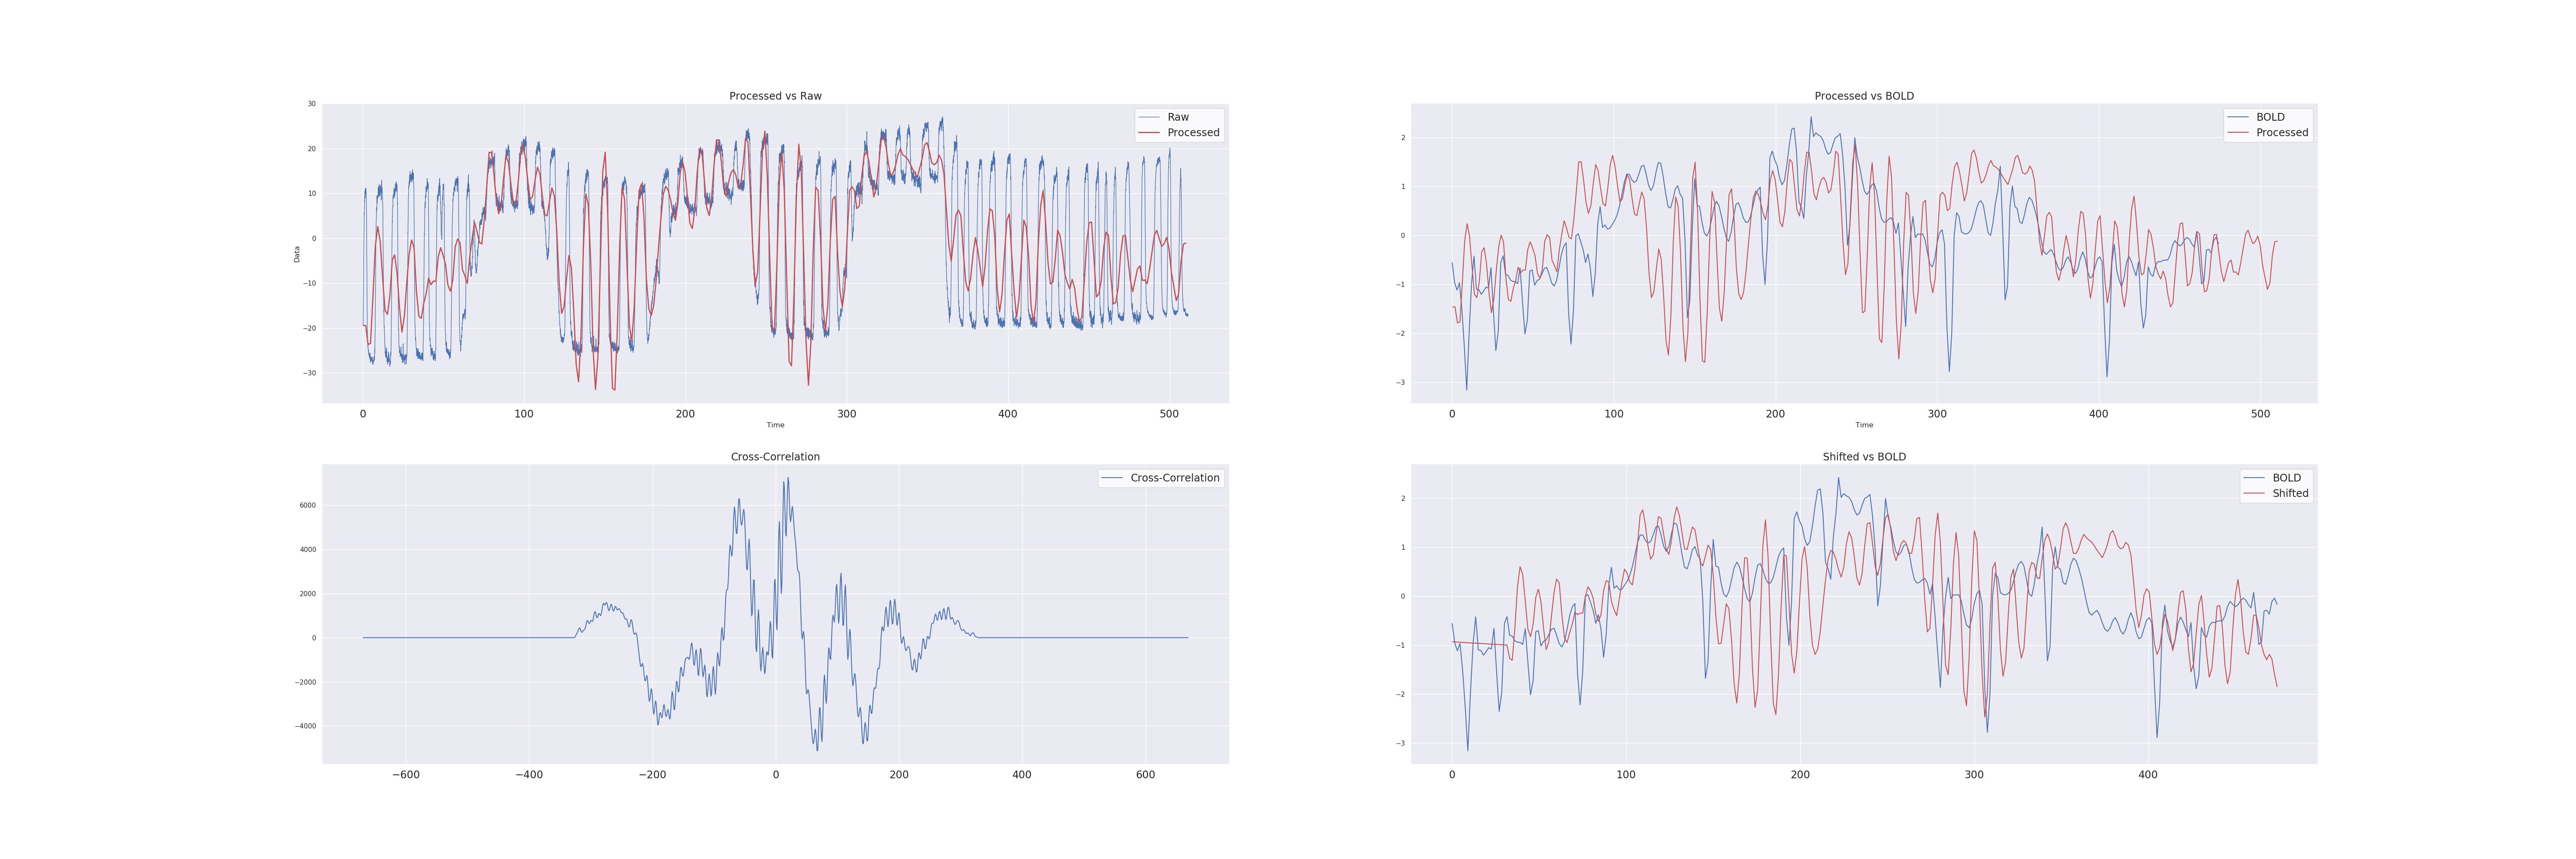 Processed vs Raw
Raw
Processed
Data
30
20
10
0
−10
−20
−30
0 100 200 300 400 500
Time
Processed vs BOLD
BOLD
Processed
2
1
0
−1
−2
−3
0 100 200 300 400 500
Time
Cross-Correlation
Cross-Correlation
6000
4000
2000
0
−2000
−4000
−600 −400 −200 0 200 400 600
Shifted vs BOLD
BOLD
Shifted
2
1
0
−1
−2
−3
0 100 200 300 400